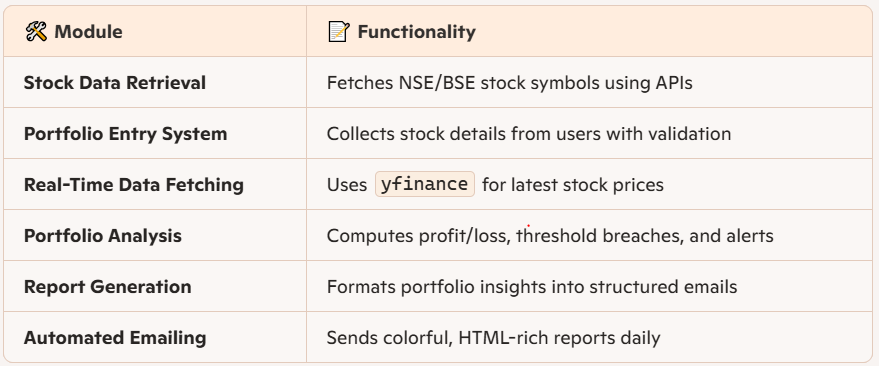 🛠 Module 📝 Functionality
Stock Data Retrieval Fetches NSE/BSE stock symbols using APIs
Portfolio Entry System Collects stock details from users with validation
Real-Time Data Fetching Uses yfinance for latest stock prices
Portfolio Analysis Computes profit/loss, threshold breaches, and alerts
Report Generation Formats portfolio insights into structured emails
Automated Emailing Sends colorful, HTML-rich reports daily